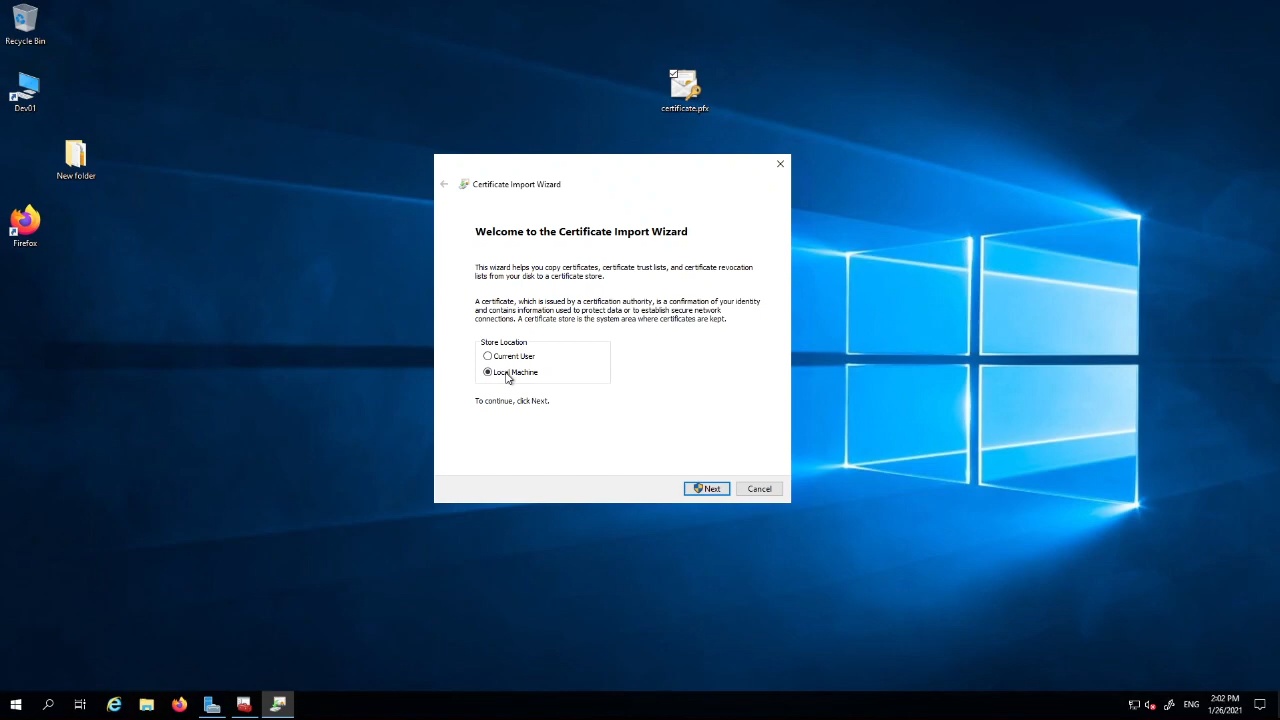 Recycle Bin
Dev01
certificate.pfx
New folder
Firefox
Certificate Import Wizard
Welcome to the Certificate Import Wizard
This wizard helps you copy certificates, certificate trust lists, and certificate revocation
lists from your disk to a certificate store.
A certificate, which is issued by a certification authority, is a confirmation of your identity
and contains information used to protect data or to establish secure network
connections. A certificate store is the system area where certificates are kept.
Store Location
Current User
Local Machine
To continue, click Next.
Next
Cancel
ENG
2:02 PM
1/26/2021